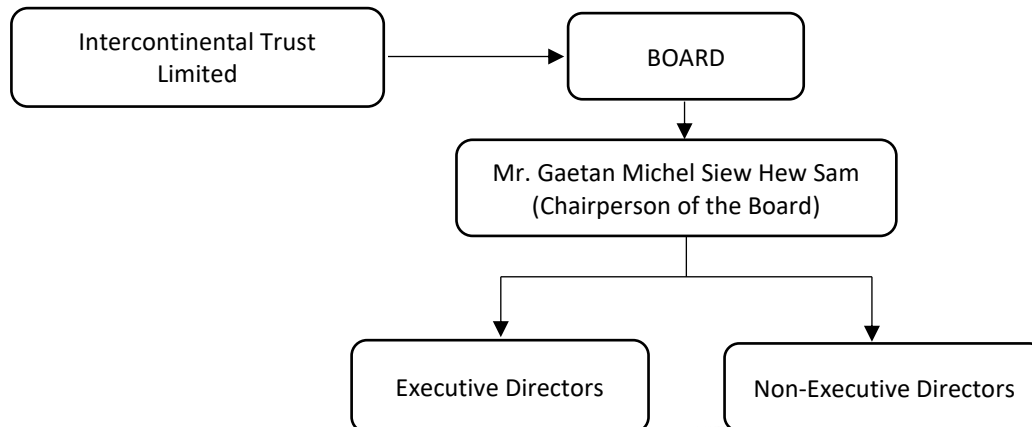 Intercontinental Trust
Limited
BOARD
Mr. Gaetan Michel Siew Hew Sam
(Chairperson of the Board)
Executive Directors
Non-Executive Directors